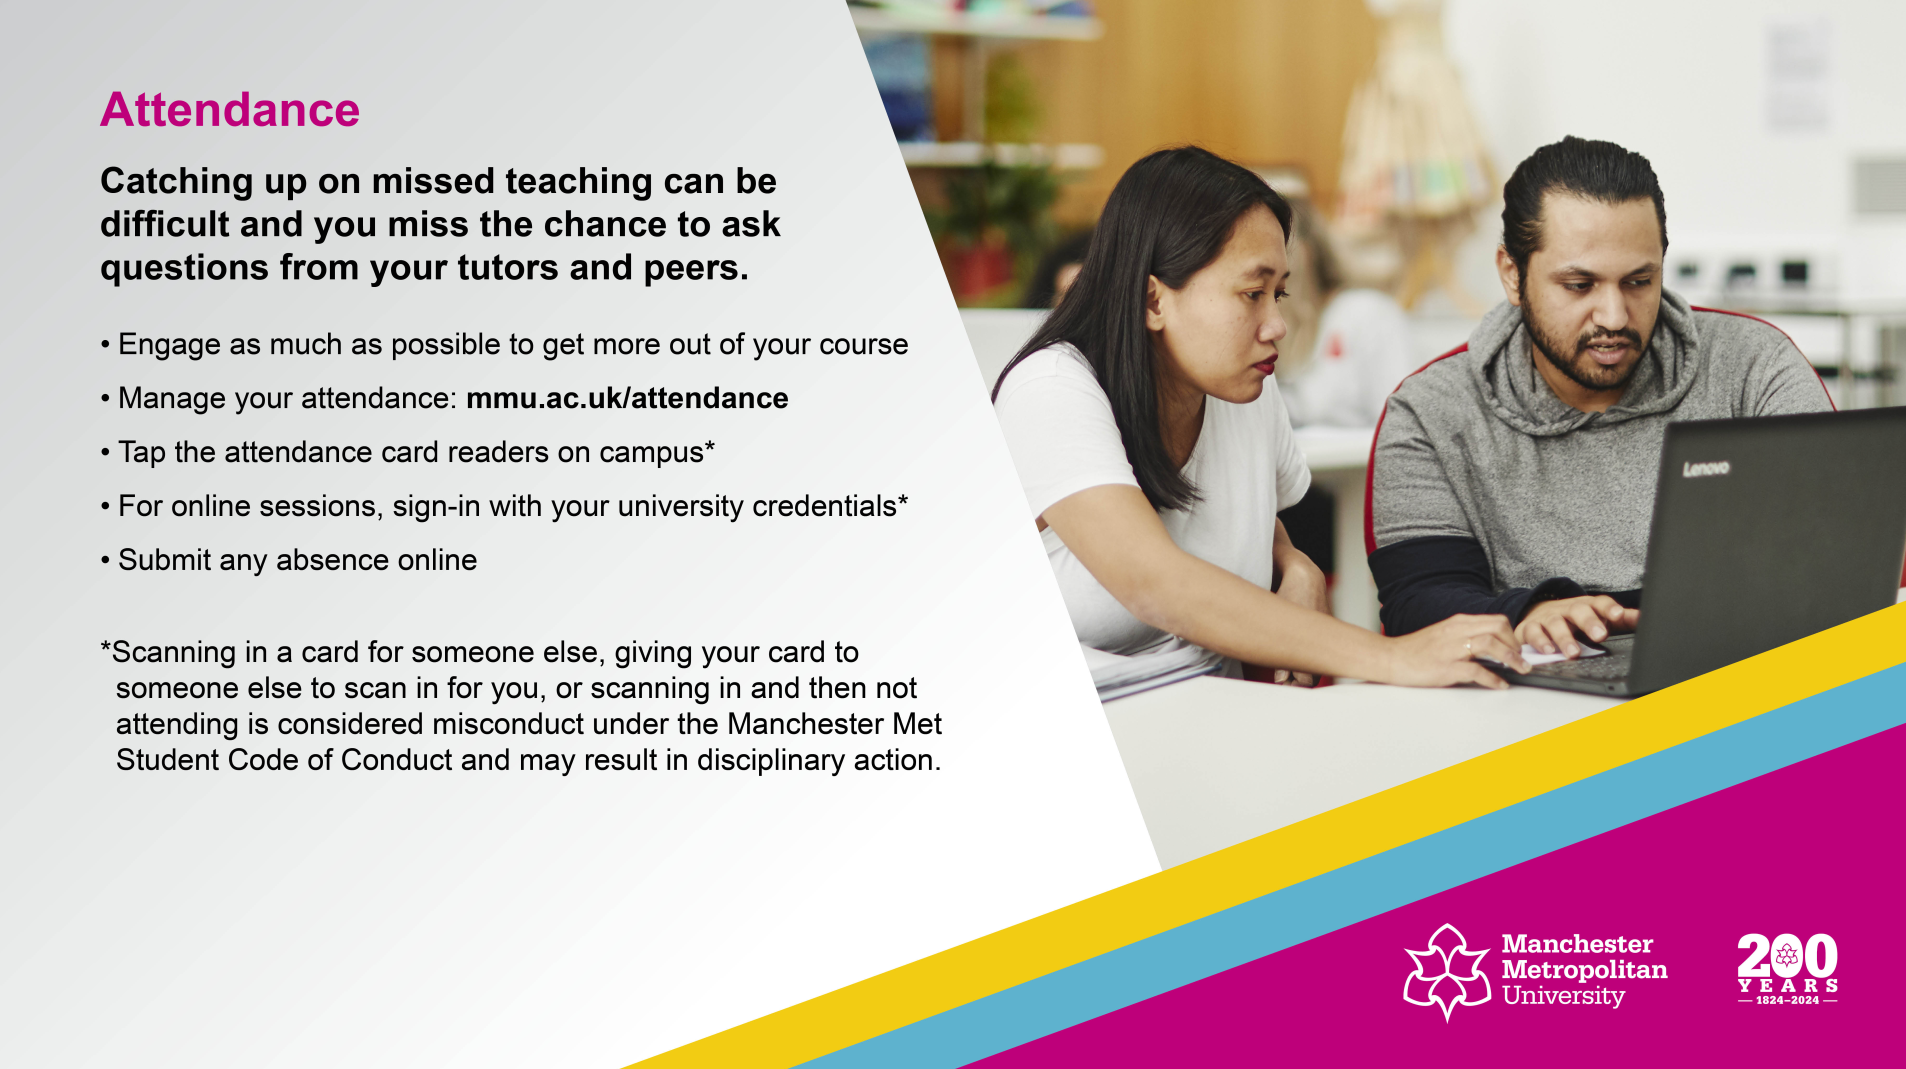 Attendance
Catching up on missed teaching can be
difficult and you miss the chance to ask
questions from your tutors and peers.
• Engage as much as possible to get more out of your course
• Manage your attendance: mmu.ac.uk/attendance
• Tap the attendance card readers on campus*
• For online sessions, sign-in with your university credentials*
• Submit any absence online
*Scanning in a card for someone else, giving your card to
someone else to scan in for you, or scanning in and then not
attending is considered misconduct under the Manchester Met
Student Code of Conduct and may result in disciplinary action.
Lenovo
Manchester
Metropolitan
University
200
YEARS
1824–2024